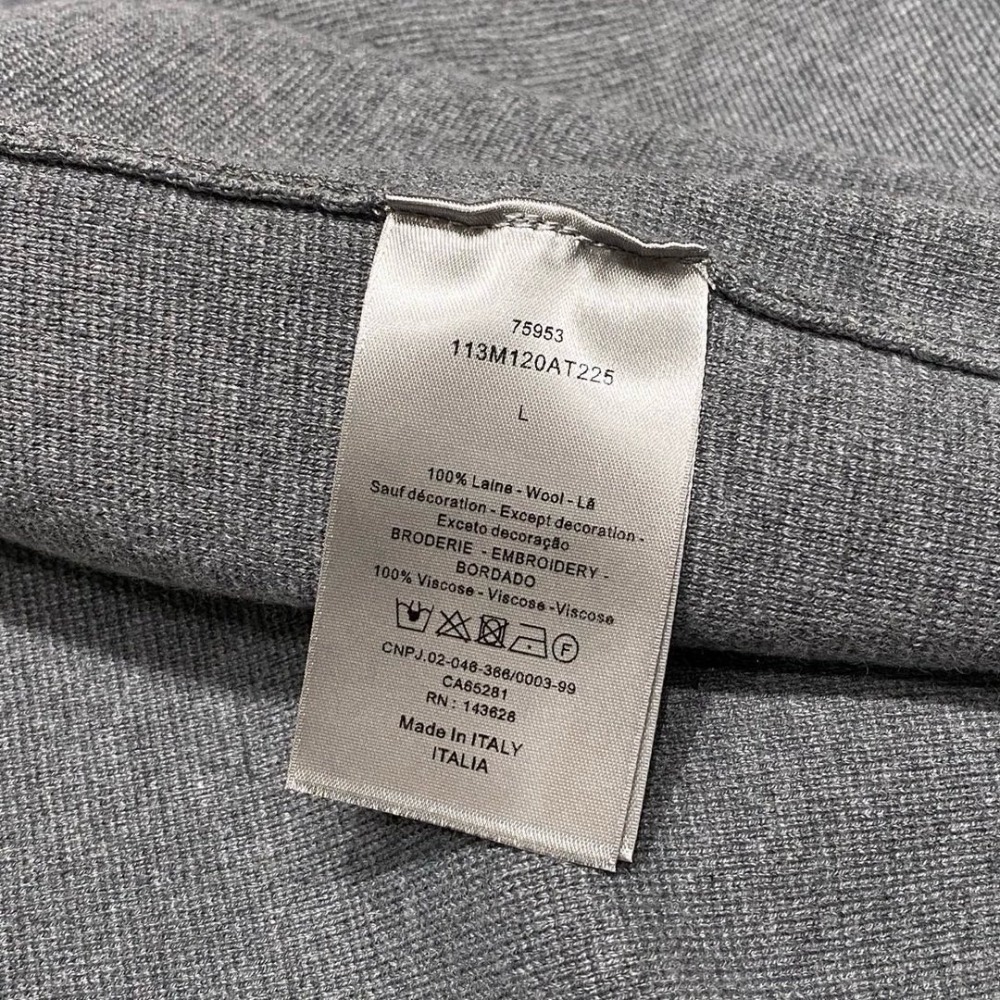 75953
113M120AT225
L
100% Laine - Wool - Lã
Sauf décoration - Except decoration -
Exceto decoração
BRODERIE - EMBROIDERY -
BORDADO
100% Viscose - Viscose -Viscose
F
CNPJ.02-046-366/0003-99
CA65281
RN : 143628
Made In ITALY
ITALIA